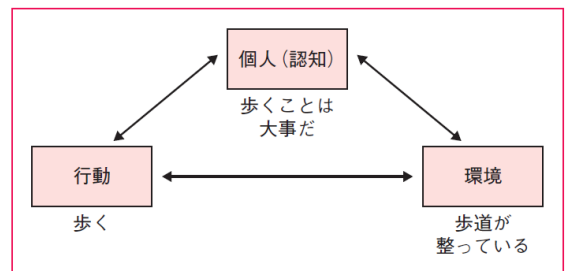 個人（認知）
歩くことは
大事だ
行動
歩く
環境
歩道が
整っている